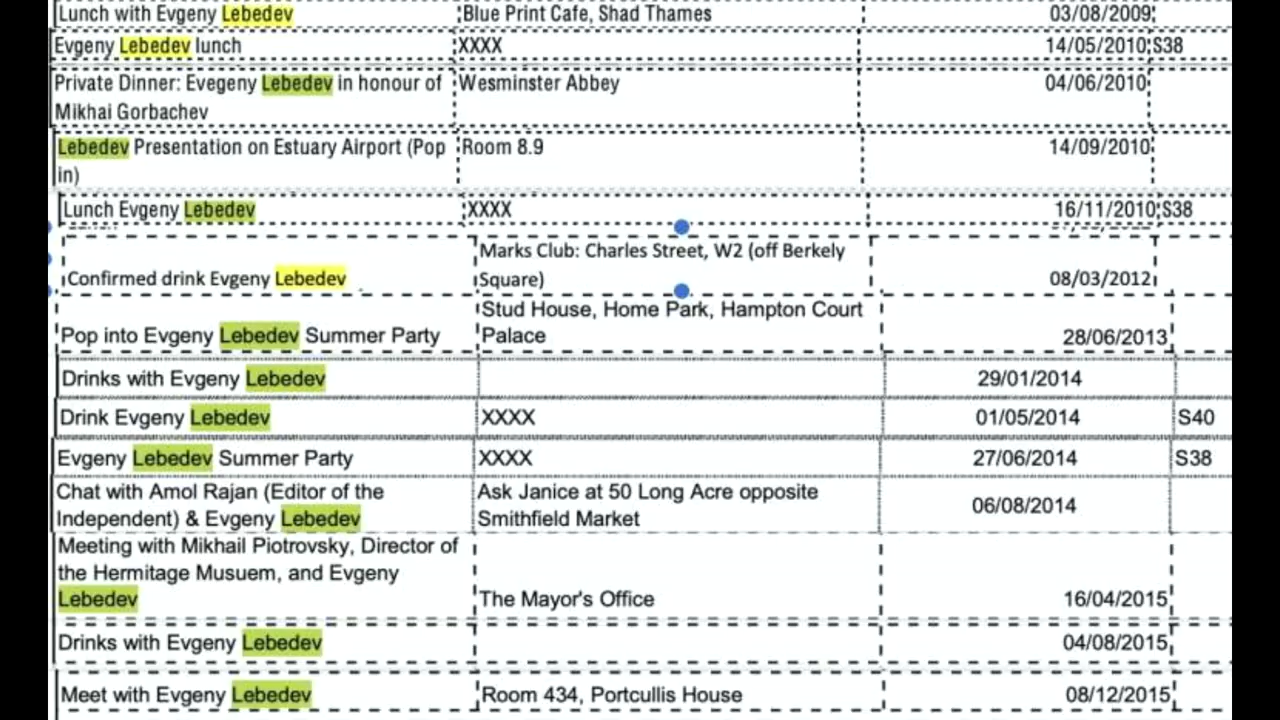 Lunch with Evgeny Lebedev Blue Print Cafe, Shad Thames 03/08/2009
Evgeny Lebedev lunch XXXX 14/05/2010 S38
Private Dinner: Evegeny Lebedev in honour of Wesminster Abbey 04/06/2010
Mikhai Gorbachev
Lebedev Presentation on Estuary Airport (Pop Room 8.9 14/09/2010
in)
Lunch Evgeny Lebedev XXXX 16/11/2010 S38
Marks Club: Charles Street, W2 (off Berkely
Confirmed drink Evgeny Lebedev Square) 08/03/2012
Stud House, Home Park, Hampton Court
Pop into Evgeny Lebedev Summer Party Palace 28/06/2013
Drinks with Evgeny Lebedev 29/01/2014
Drink Evgeny Lebedev XXXX 01/05/2014 S40
Evgeny Lebedev Summer Party XXXX 27/06/2014 S38
Chat with Amol Rajan (Editor of the Ask Janice at 50 Long Acre opposite
Independent) & Evgeny Lebedev Smithfield Market 06/08/2014
Meeting with Mikhail Piotrovsky, Director of
the Hermitage Musuem, and Evgeny
Lebedev The Mayor's Office 16/04/2015
Drinks with Evgeny Lebedev 04/08/2015
Meet with Evgeny Lebedev Room 434, Portcullis House 08/12/2015